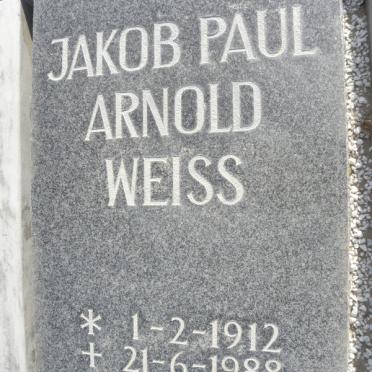 JAKOB PAUL
ARNOLD
WEISS
* 1-2-1912
† 21-6-1988